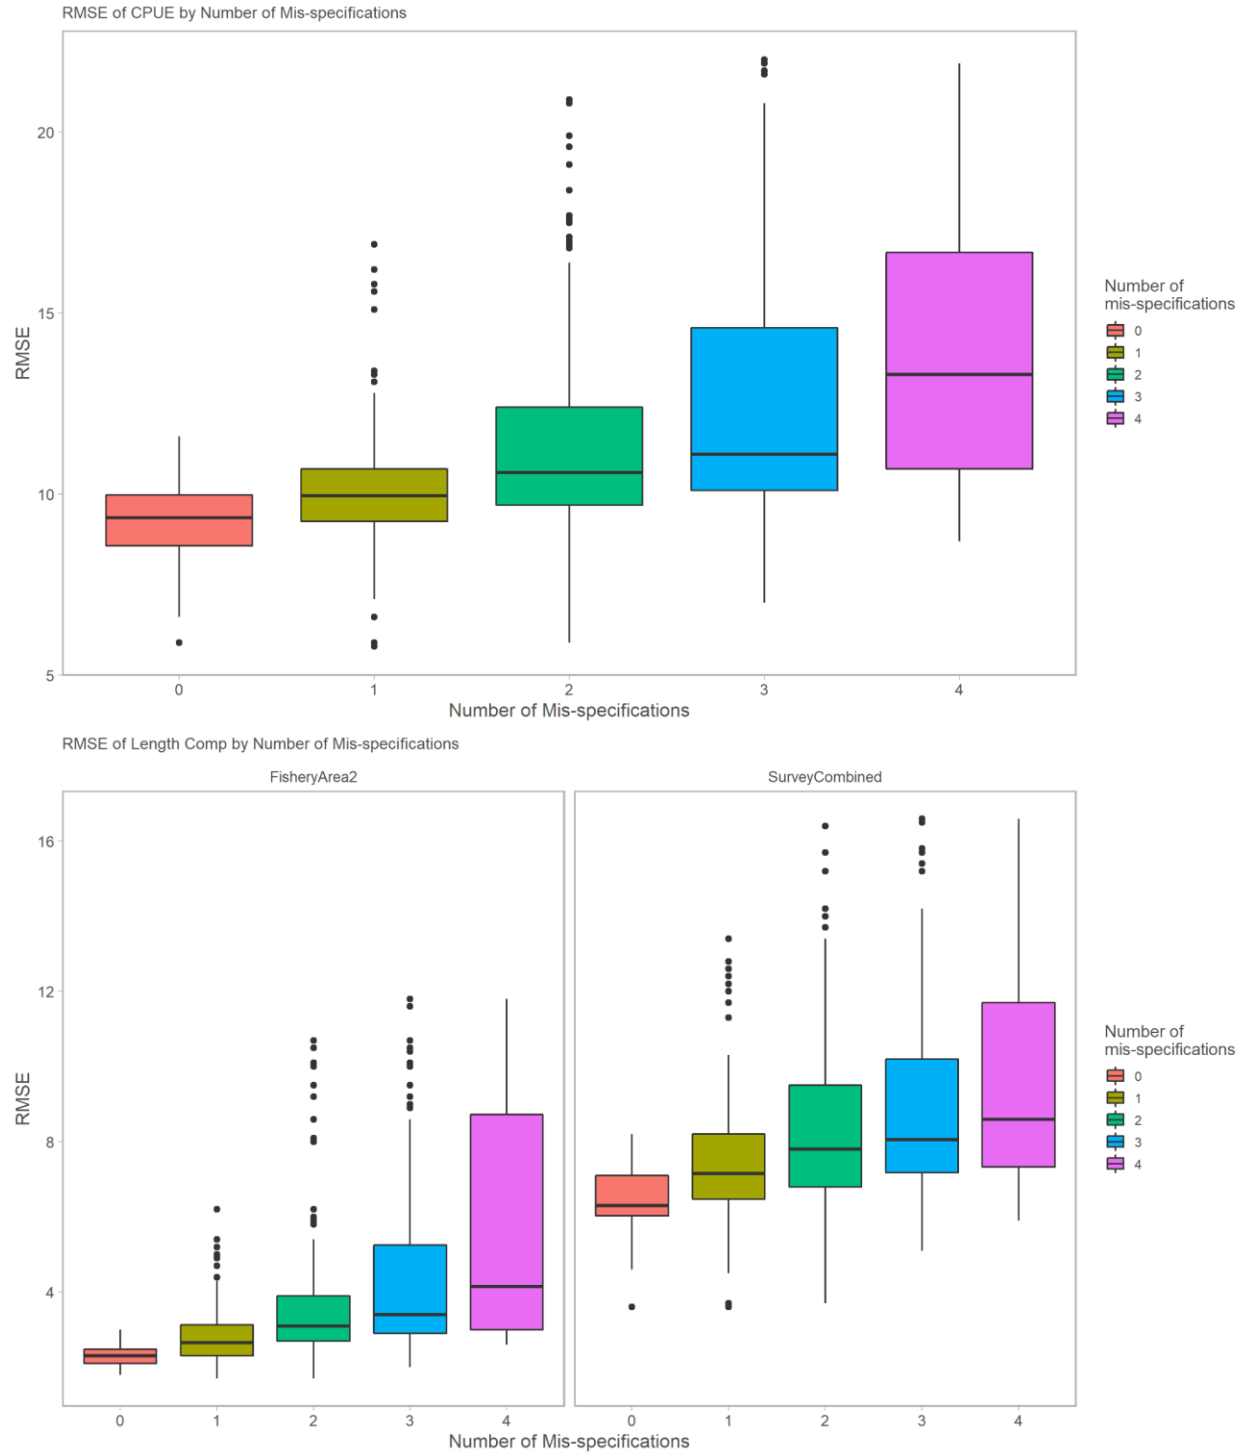 RMSE of CPUE by Number of Mis-specifications
20
15
10
5
RMSE
0 1 2 3 4
Number of Mis-specifications
Number of
mis-specifications
0
1
2
3
4
RMSE of Length Comp by Number of Mis-specifications
FisheryArea2 SurveyCombined
16
12
8
4
RMSE
0 1 2 3 4 0 1 2 3 4
Number of Mis-specifications
Number of
mis-specifications
0
1
2
3
4